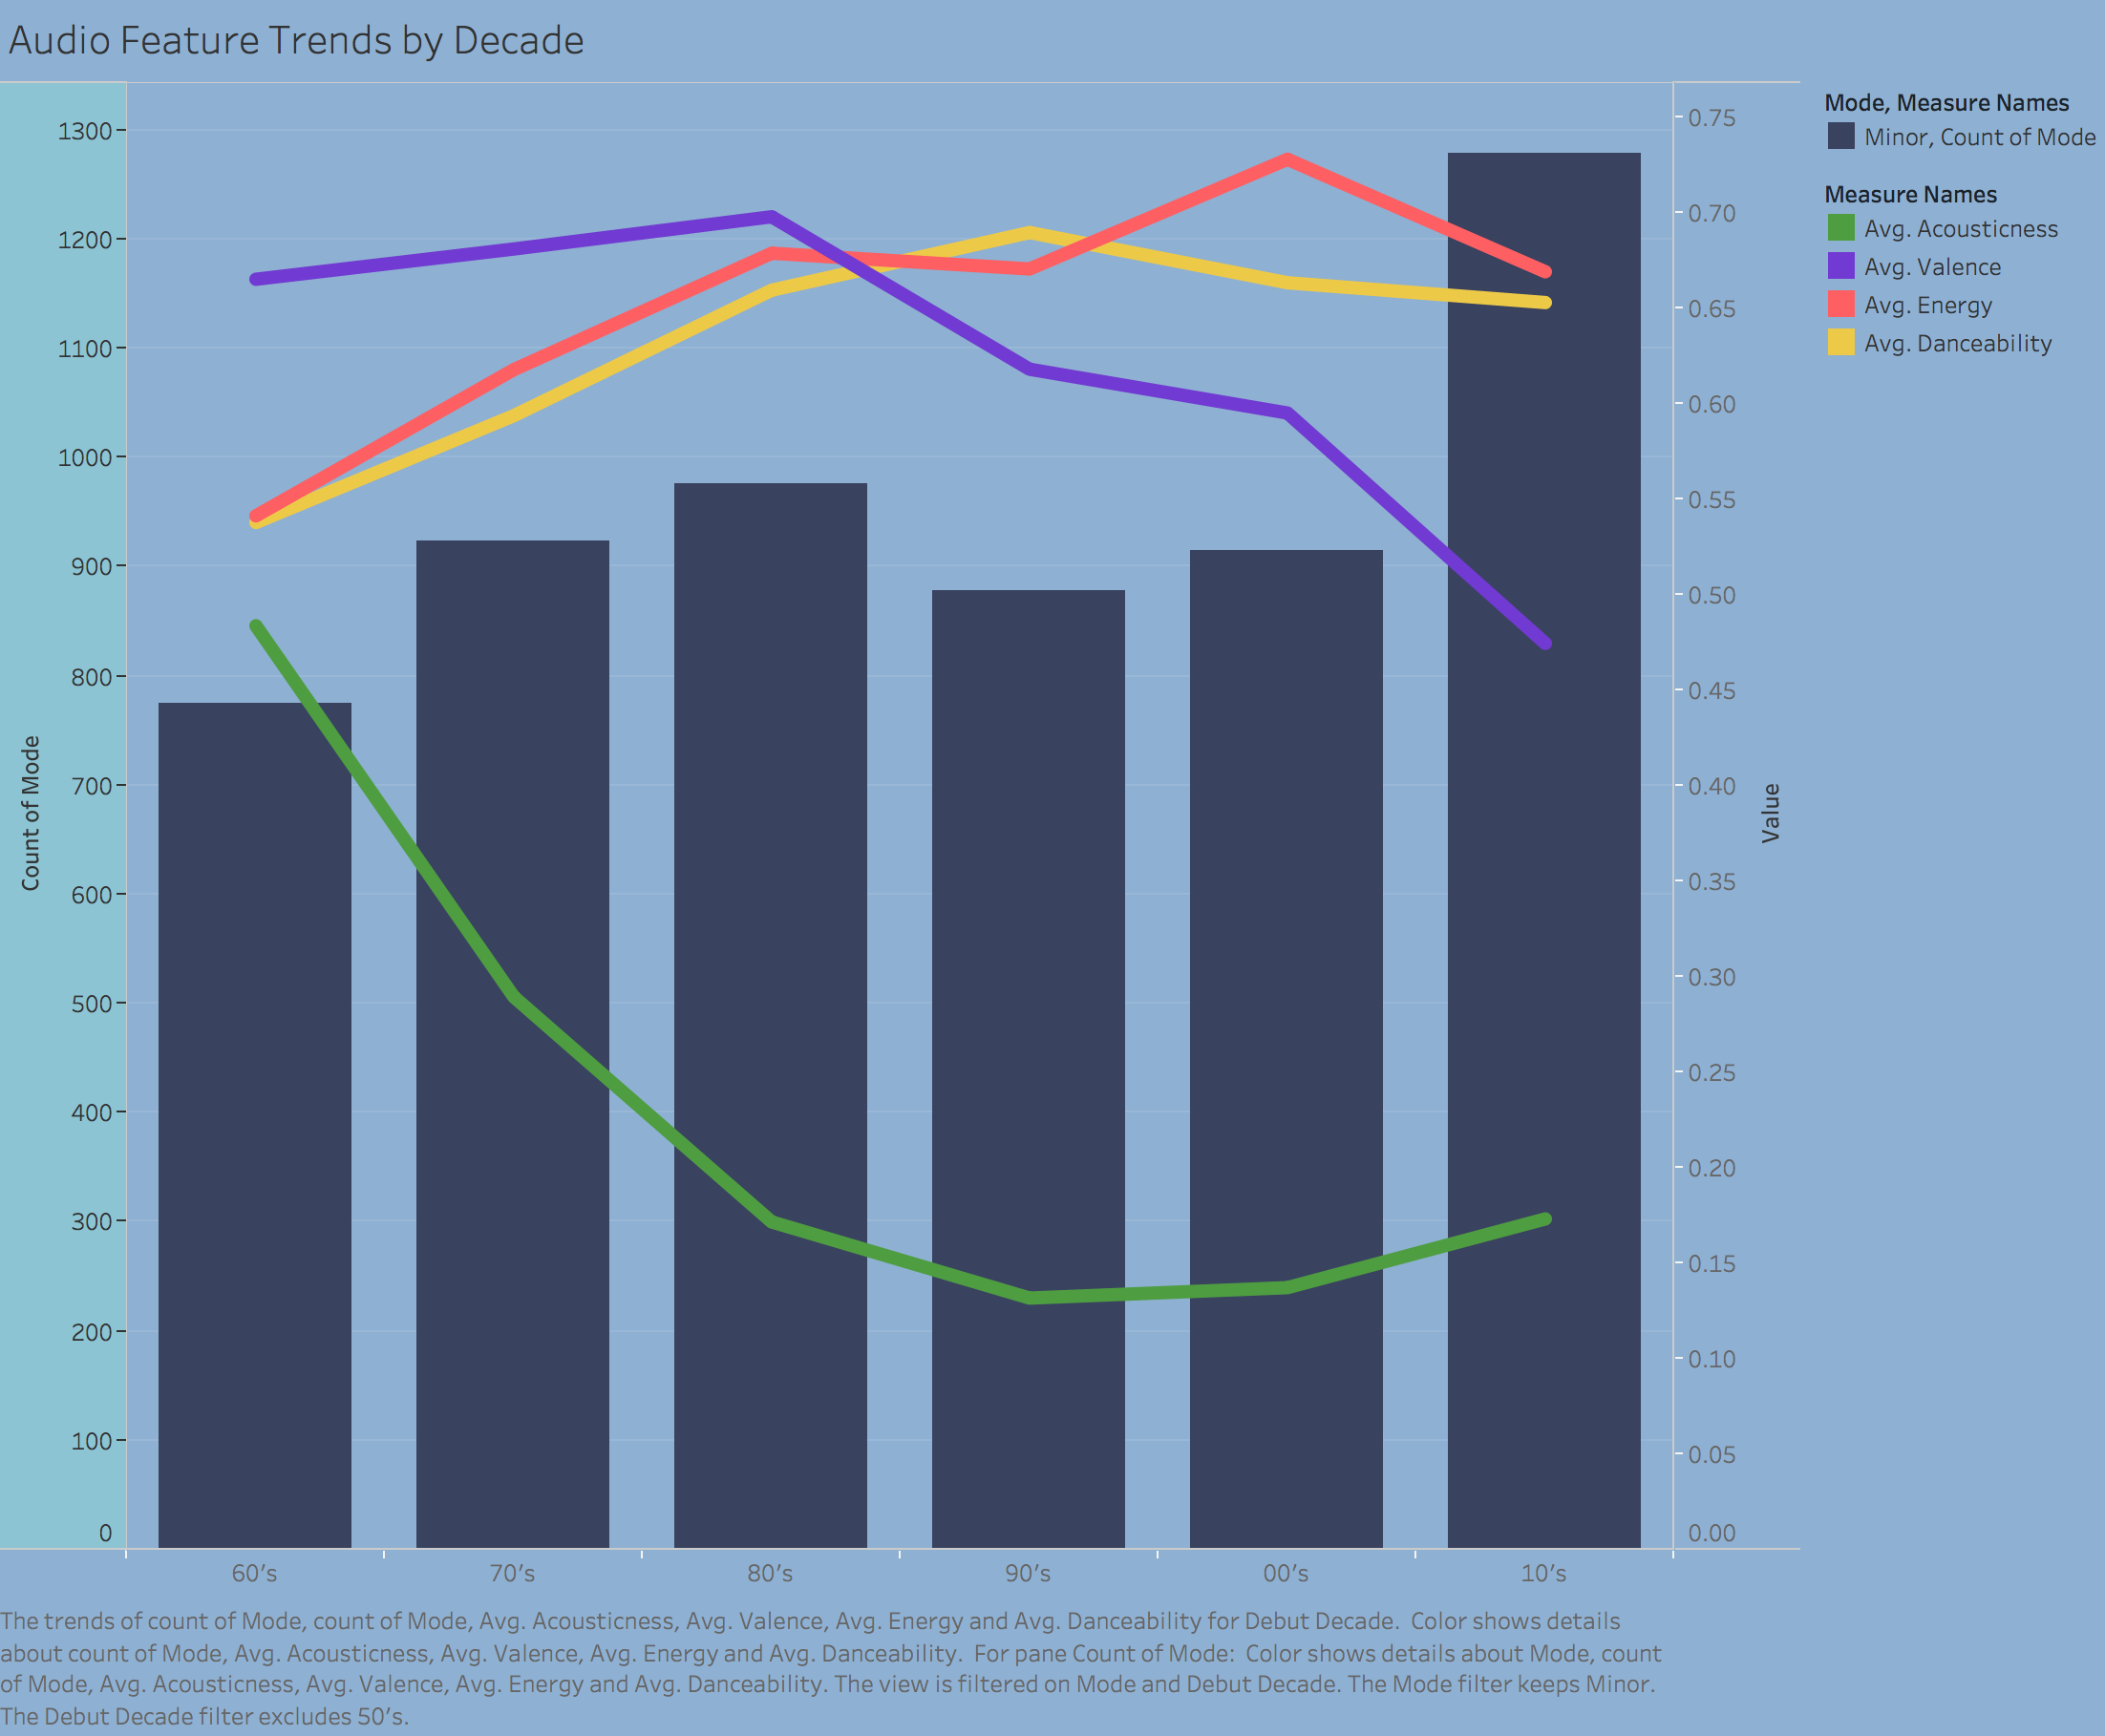 Audio Feature Trends by Decade
1300
1200
1100
1000
900
800
700
600
500
400
300
200
100
0
Count of Mode
0.75
0.70
0.65
0.60
0.55
0.50
0.45
0.40
0.35
0.30
0.25
0.20
0.15
0.10
0.05
0.00
Value
60's
70's
80's
90's
00's
10's
Mode, Measure Names
Minor, Count of Mode
Measure Names
Avg. Acousticness
Avg. Valence
Avg. Energy
Avg. Danceability
The trends of count of Mode, count of Mode, Avg. Acousticness, Avg. Valence, Avg. Energy and Avg. Danceability for Debut Decade.  Color shows details
about count of Mode, Avg. Acousticness, Avg. Valence, Avg. Energy and Avg. Danceability.  For pane Count of Mode:  Color shows details about Mode, count
of Mode, Avg. Acousticness, Avg. Valence, Avg. Energy and Avg. Danceability. The view is filtered on Mode and Debut Decade. The Mode filter keeps Minor.
The Debut Decade filter excludes 50's.